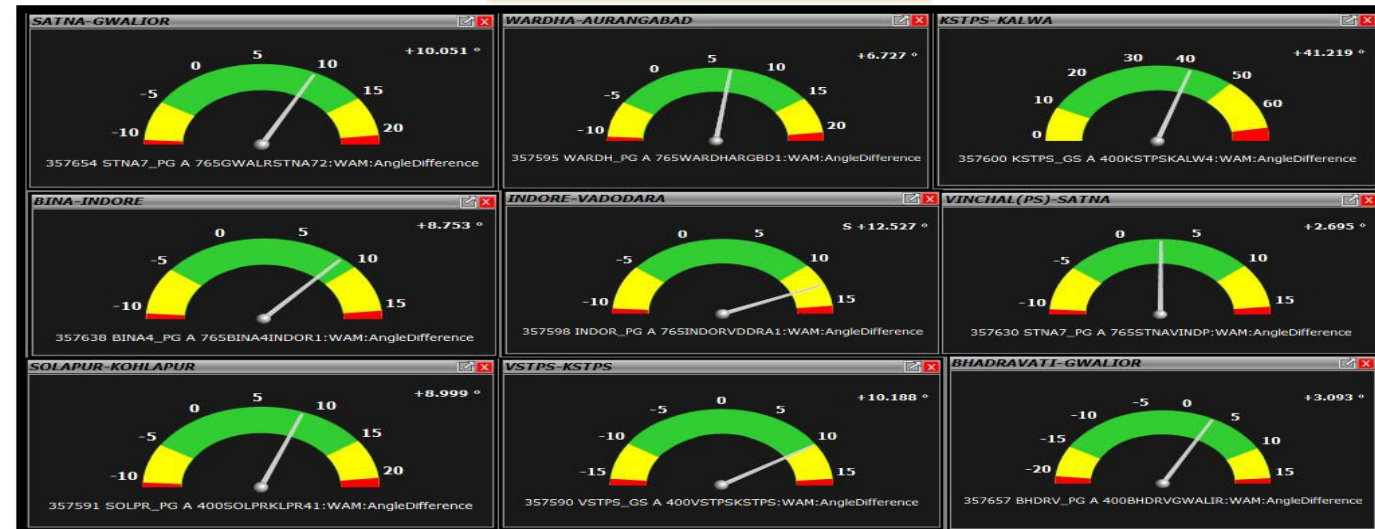 SATNA-GWALIOR
+10.051 °
-10 -5 0 5 10 15 20
357654 STNA7_PG A 765GWALRSTNA72:WAM:AngleDifference
WARDHA-AURANGABAD
+6.727 °
-10 -5 0 5 10 15 20
357595 WARDH_PG A 765WARDHARGBD1:WAM:AngleDifference
KSTPS-KALWA
+41.219 °
0 10 20 30 40 50 60
357600 KSTPS_GS A 400KSTPSKALW4:WAM:AngleDifference
BINA-INDORE
+8.753 °
-10 -5 0 5 10 15
357638 BINA4_PG A 765BINA4INDOR1:WAM:AngleDifference
INDORE-VADODARA
S +12.527 °
-10 -5 0 5 10 15
357598 INDOR_PG A 765INDORVDDRA1:WAM:AngleDifference
VINCHAL(PS)-SATNA
+2.695 °
-10 -5 0 5 10 15
357630 STNA7_PG A 765STNAVINDP:WAM:AngleDifference
SOLAPUR-KOHLAPUR
+8.999 °
-10 -5 0 5 10 15 20
357591 SOLPR_PG A 400SOLPRKLPR41:WAM:AngleDifference
VSTPS-KSTPS
+10.188 °
-15 -10 -5 0 5 10 15
357590 VSTPS_GS A 400VSTPSKSTPS:WAM:AngleDifference
BHADRAVATI-GWALIOR
+3.093 °
-20 -15 -10 -5 0 5 10 15
357657 BHDRV_PG A 400BHDRVGWALIR:WAM:AngleDifference